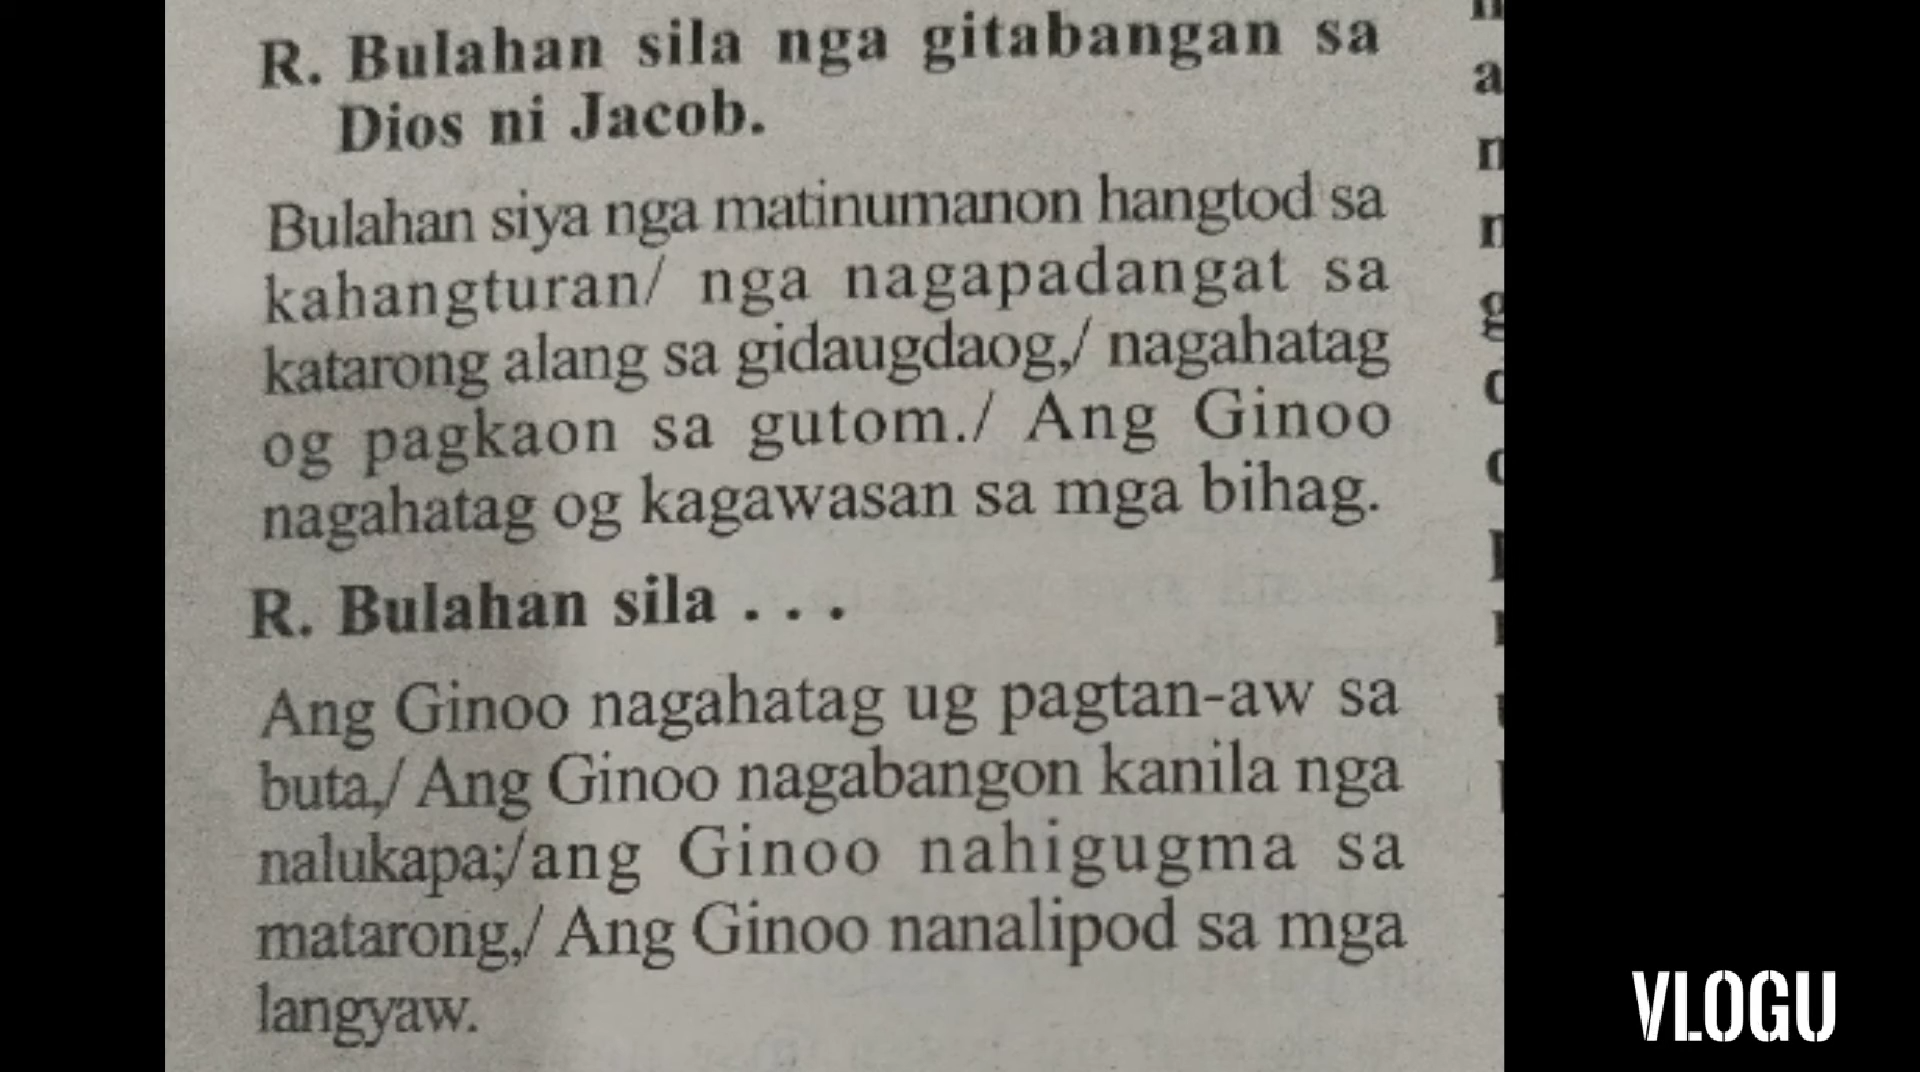 R. Bulahan sila nga gitabangan sa
Dios ni Jacob.
Bulahan siya nga matinumanon hangtod sa
kahangturan/ nga nagapadangat sa
katarong alang sa gidaugdaog,/ nagahatag
og pagkaon sa gutom./ Ang Ginoo
nagahatag og kagawasan sa mga bihag.
R. Bulahan sila . . .
Ang Ginoo nagahatag ug pagtan-aw sa
buta,/ Ang Ginoo nagabangon kanila nga
nalukapa;/ang Ginoo nahigugma sa
matarong,/ Ang Ginoo nanalipod sa mga
langyaw.
VLOGU